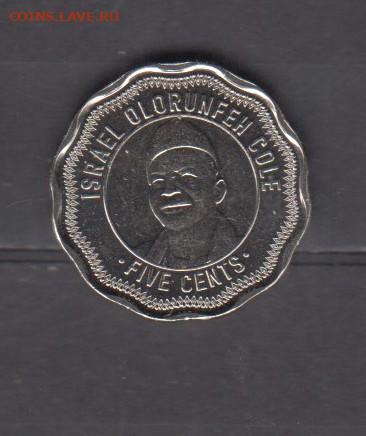 COINS.LAVE.RU
ISRAEL OLORUNFEH COLE
· FIVE CENTS ·